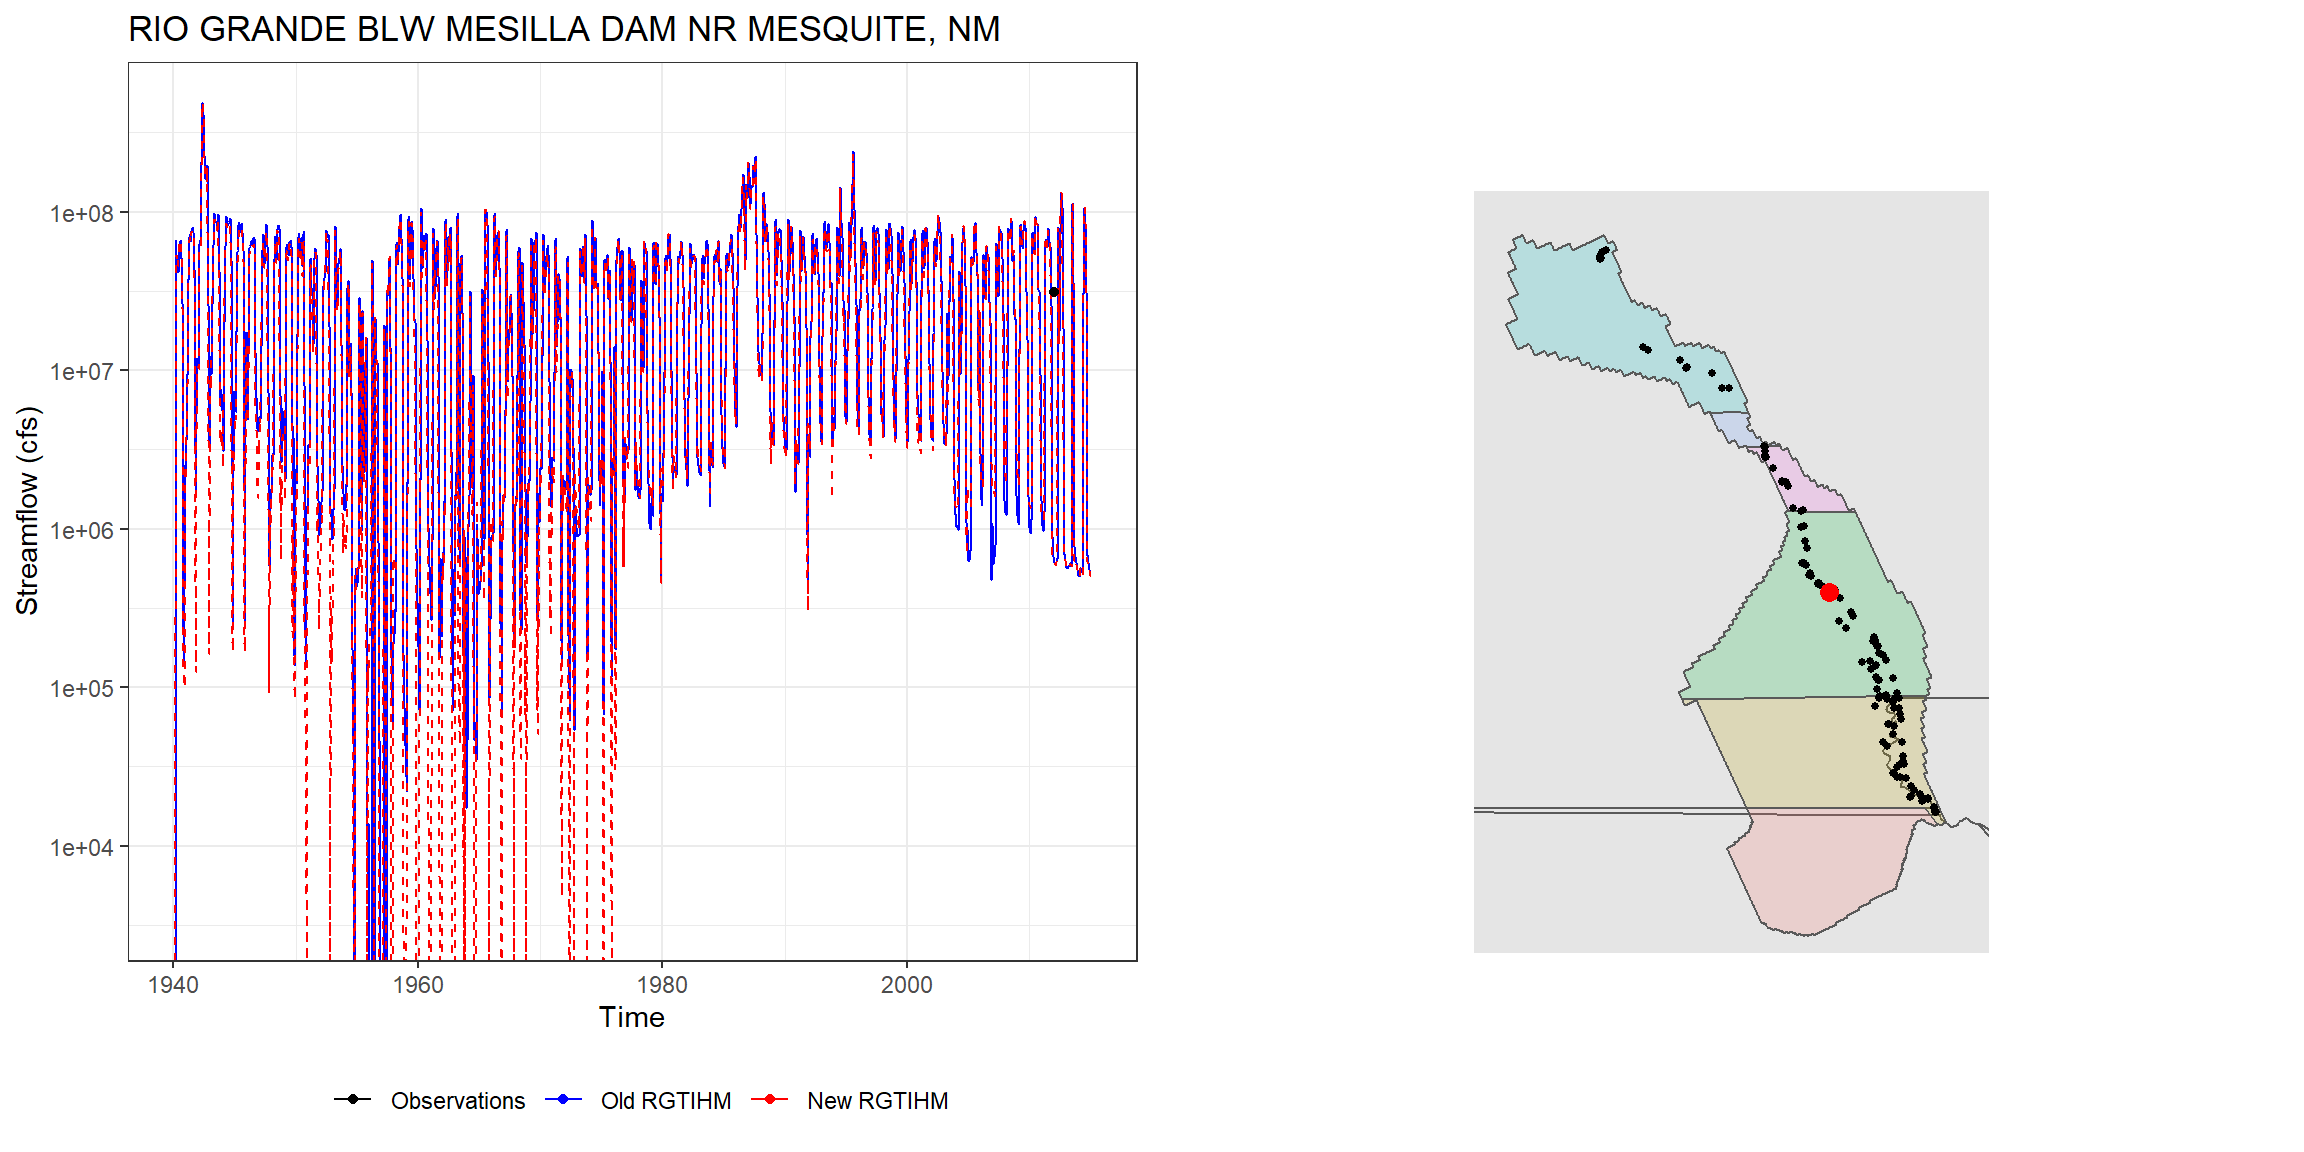 RIO GRANDE BLW MESILLA DAM NR MESQUITE, NM
Streamflow (cfs)
1e+08
1e+07
1e+06
1e+05
1e+04
1940 1960 1980 2000
Time
Observations Old RGTIHM New RGTIHM